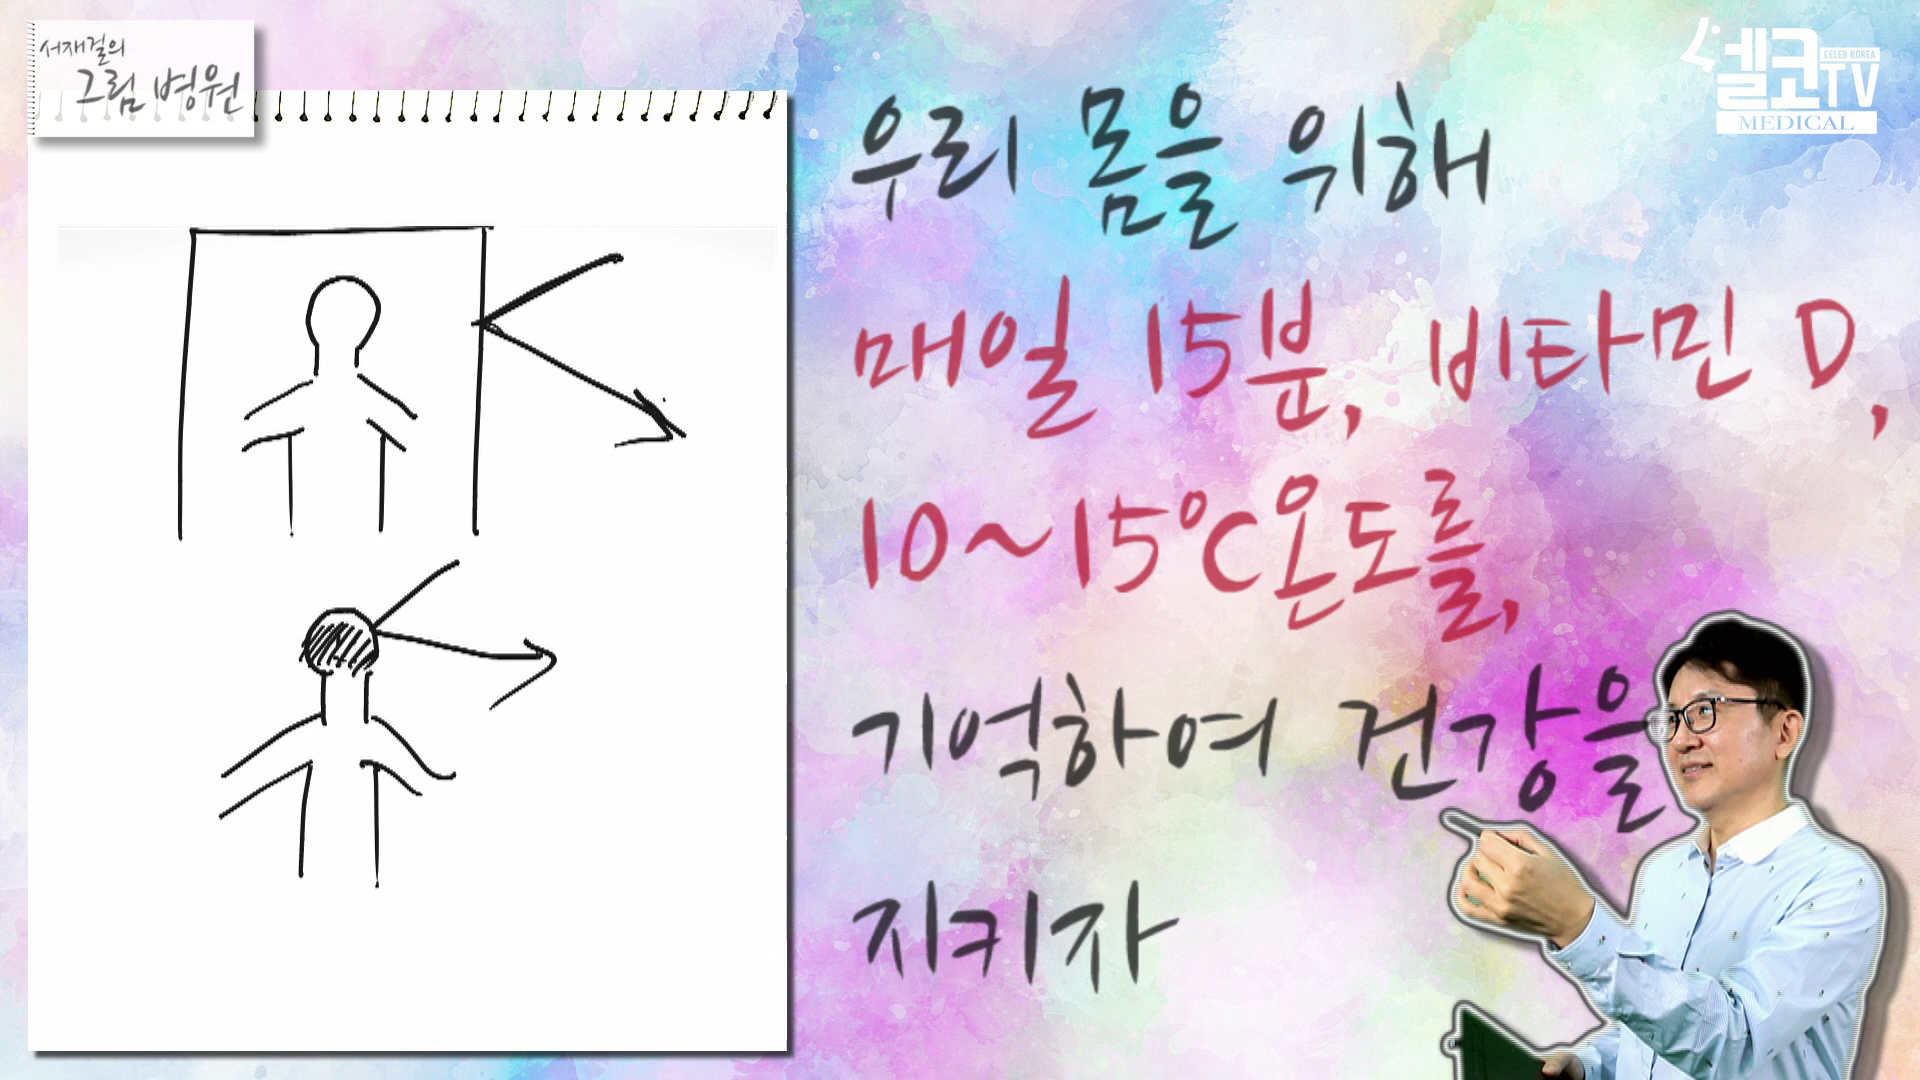 서재걸의
그림 병원
셀코TV
CELEB KOREA
MEDICAL
우리 몸을 위해
매일 15분, 비타민 D,
10~15℃온도를,
기억하여 건강을
지키자